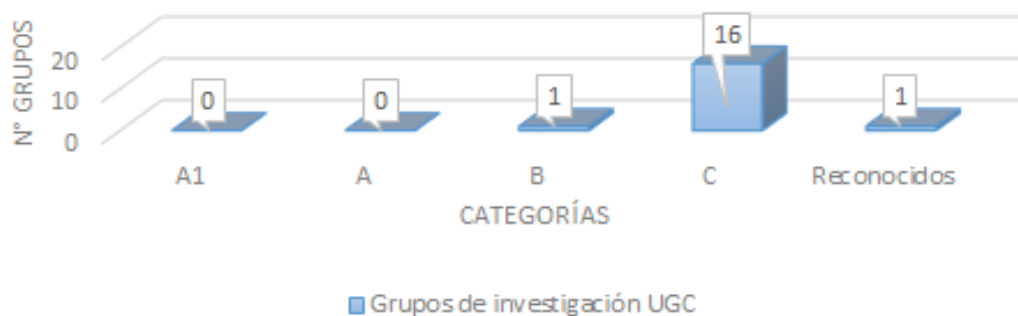 N° GRUPOS
20
10
0
0
0
1
16
1
A1
A
B
C
Reconocidos
CATEGORÍAS
Grupos de investigación UGC